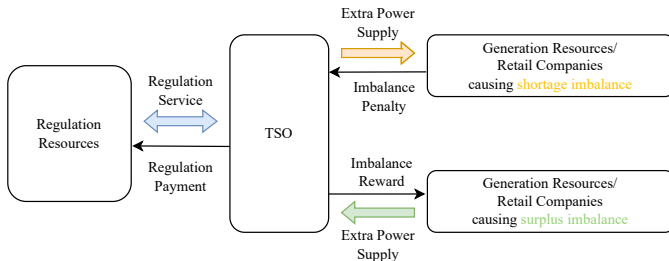 Regulation
Resources
Regulation
Service
Regulation
Payment
TSO
Extra Power
Supply
Imbalance
Penalty
Generation Resources/
Retail Companies
causing shortage imbalance
Imbalance
Reward
Extra Power
Supply
Generation Resources/
Retail Companies
causing surplus imbalance